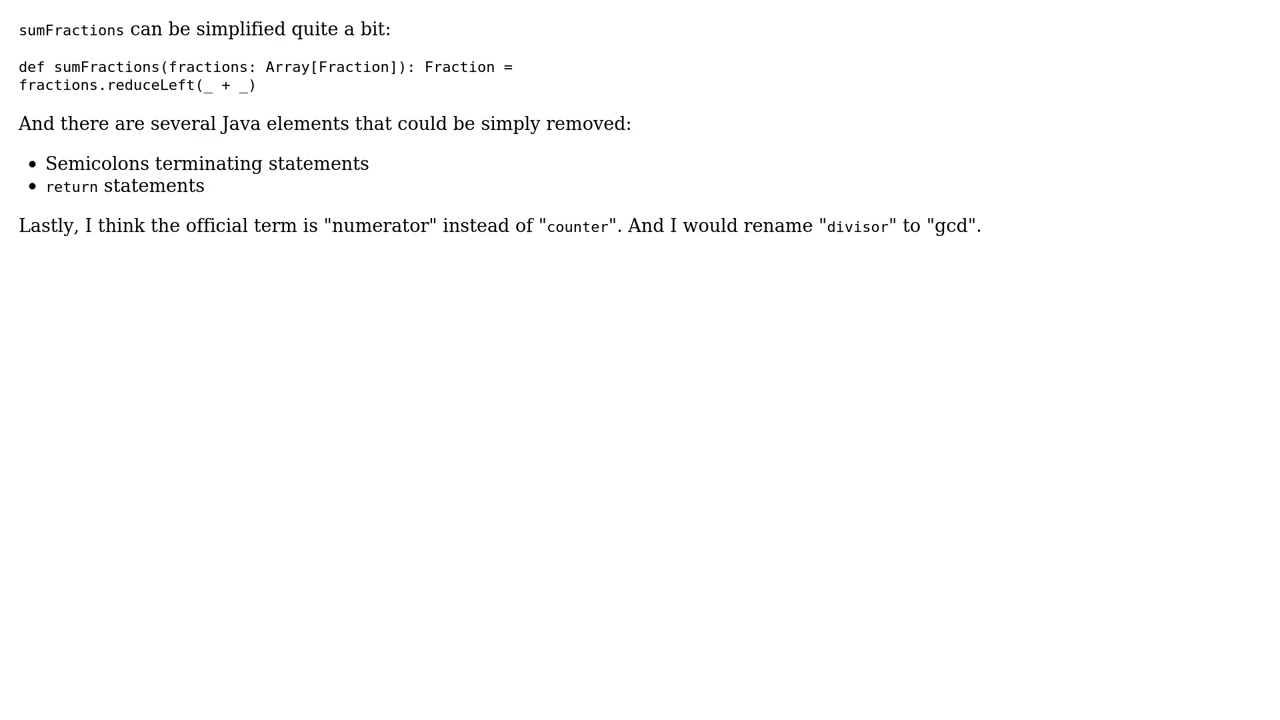 sumFractions can be simplified quite a bit:
def sumFractions(fractions: Array[Fraction]): Fraction =
fractions.reduceLeft(_ + _)
And there are several Java elements that could be simply removed:
• Semicolons terminating statements
• return statements
Lastly, I think the official term is "numerator" instead of "counter". And I would rename "divisor" to "gcd".